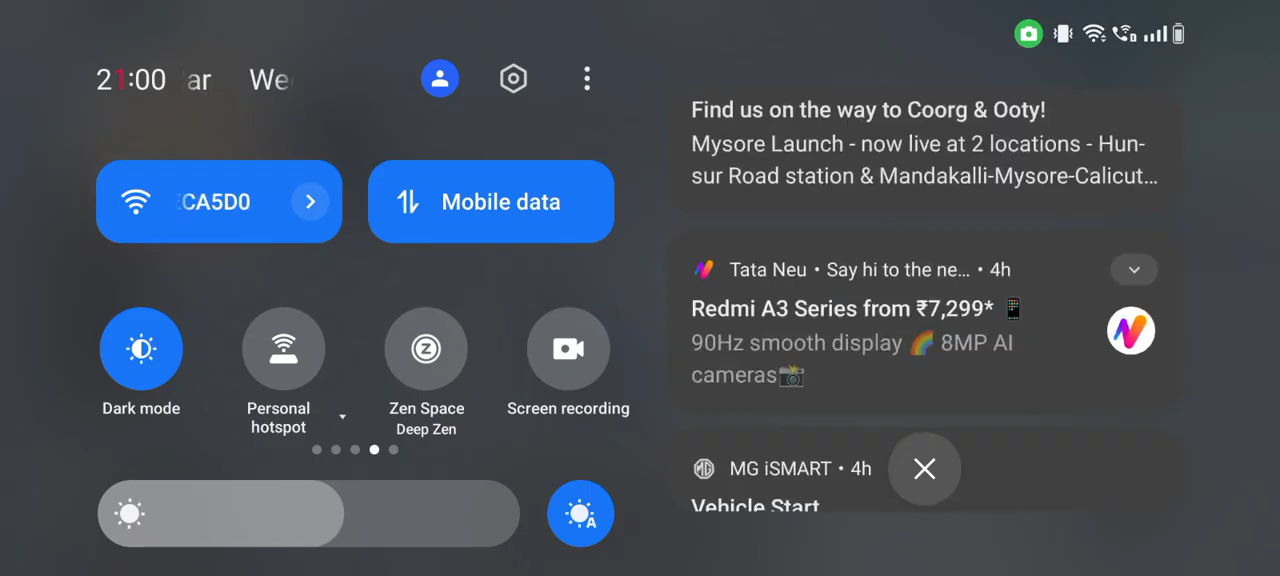 21:00 ar We
CA5D0
Mobile data
Dark mode
Personal
hotspot
Zen Space
Deep Zen
Screen recording
Find us on the way to Coorg & Ooty!
Mysore Launch - now live at 2 locations - Hun-
sur Road station & Mandakalli-Mysore-Calicut...
Tata Neu • Say hi to the ne... • 4h
Redmi A3 Series from ₹7,299* 📱
90Hz smooth display 🌈 8MP AI
cameras📸
MG iSMART • 4h
Vehicle Start